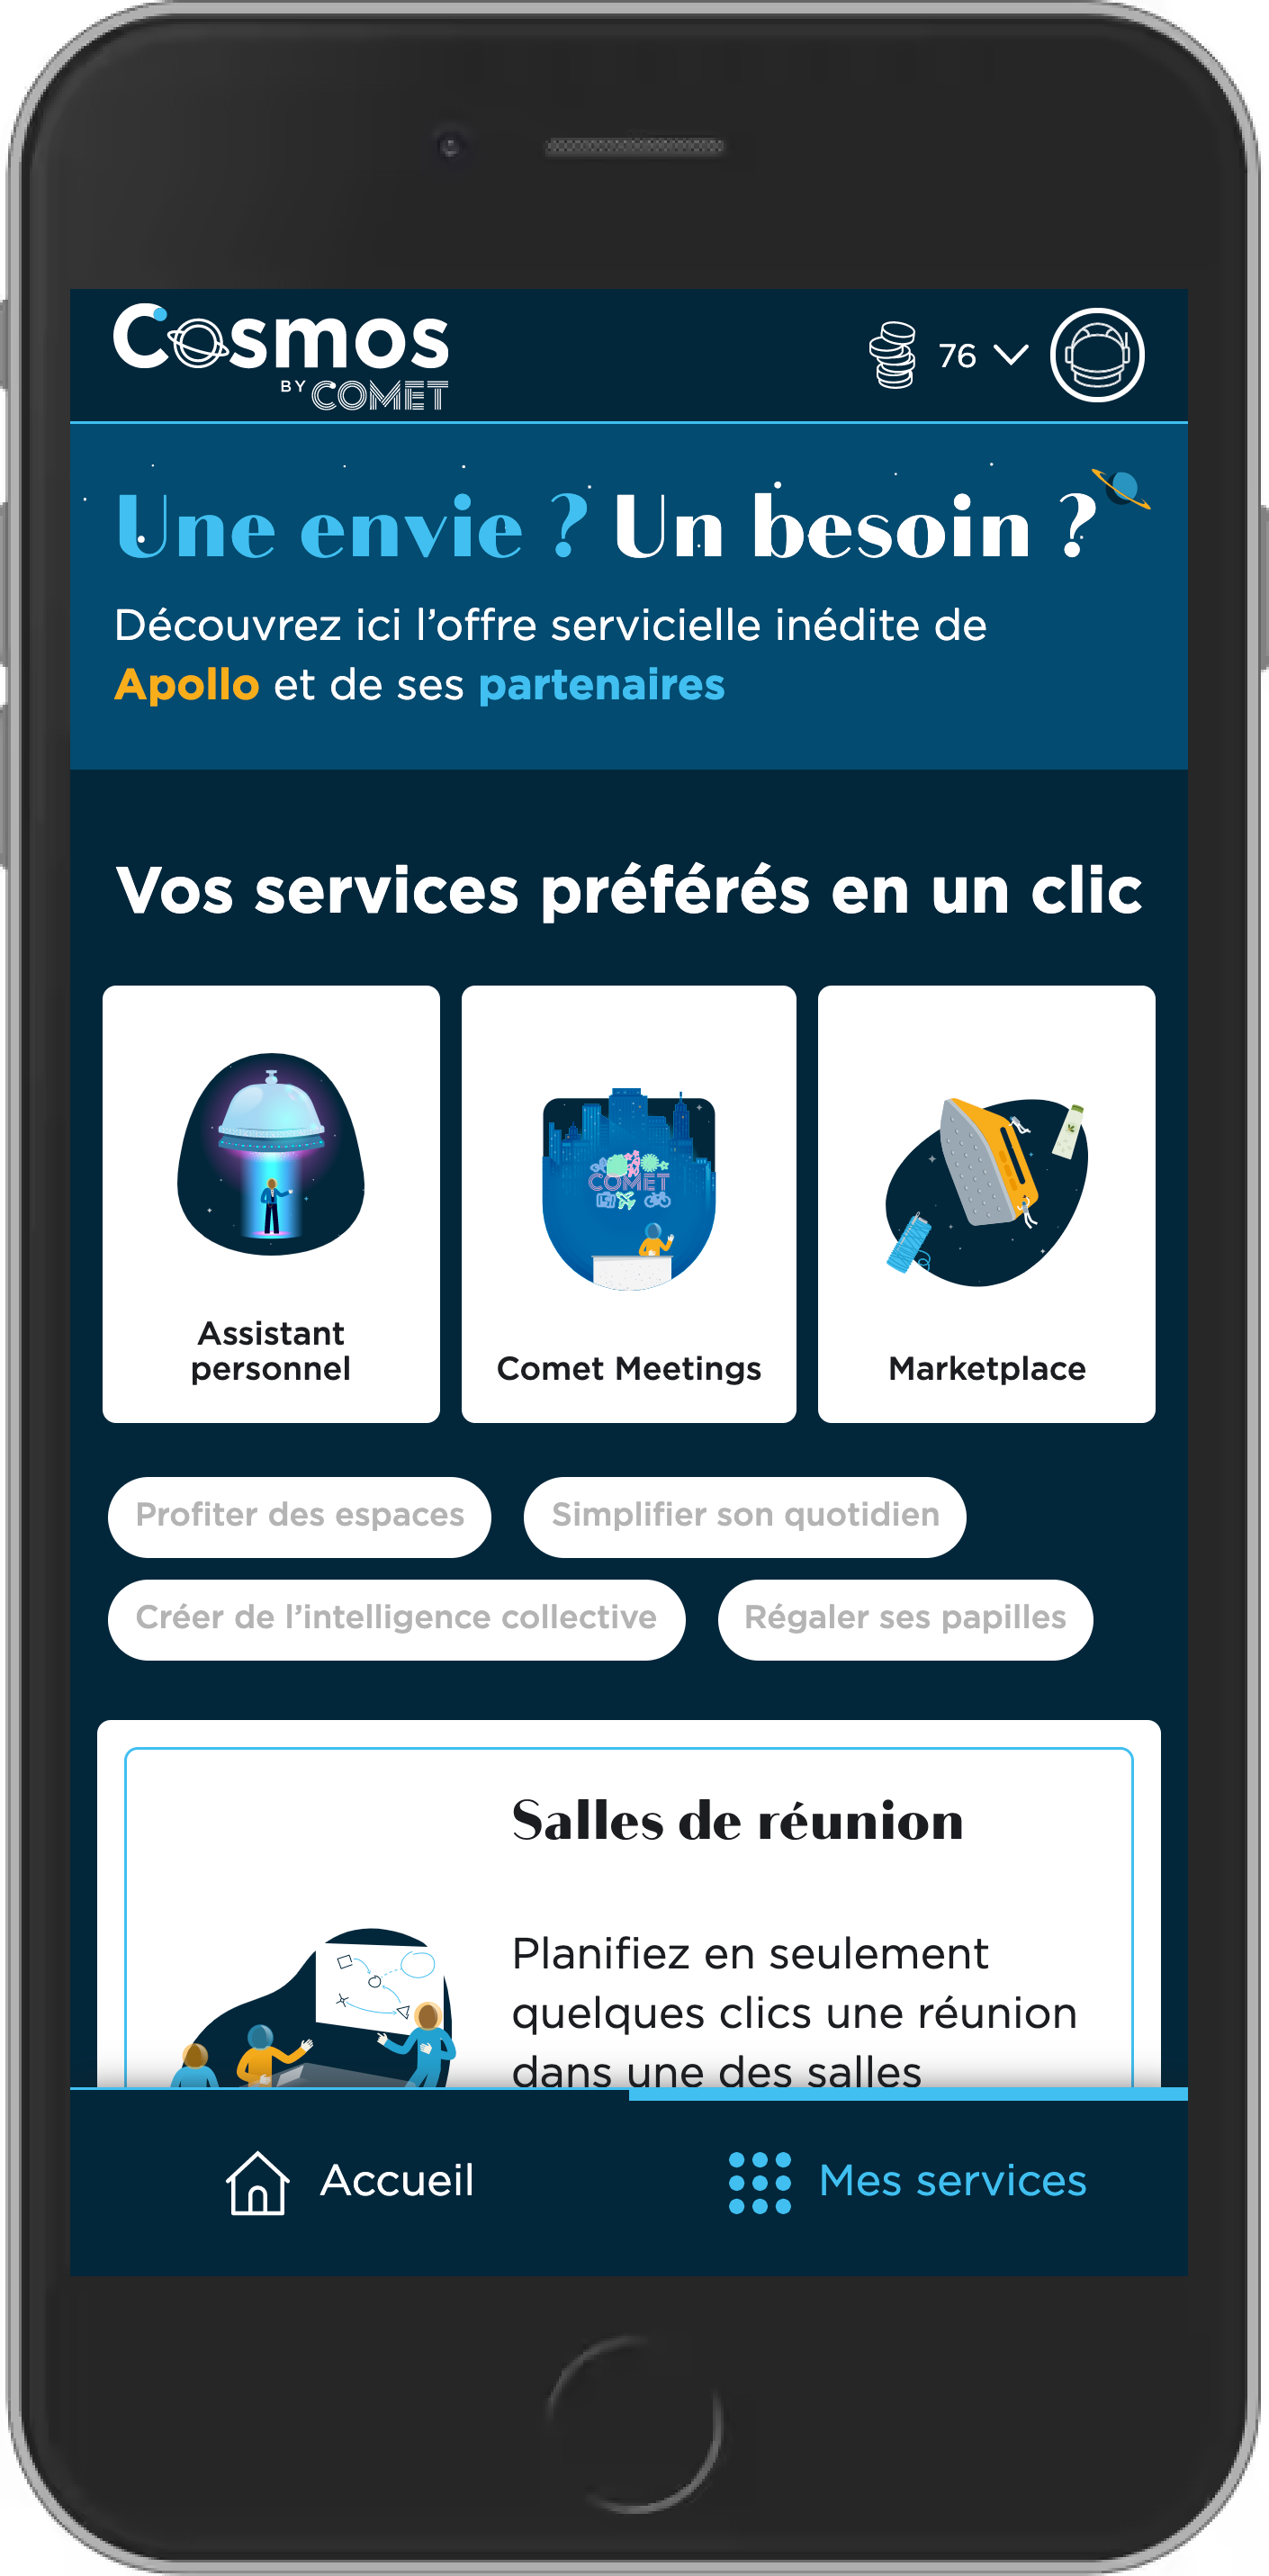 Cosmos
BY COMET
76
Une envie ? Un besoin ?
Découvrez ici l’offre servicielle inédite de
Apollo et de ses partenaires
Vos services préférés en un clic
COMET
Assistant
personnel
Comet Meetings
Marketplace
Profiter des espaces
Simplifier son quotidien
Créer de l’intelligence collective
Régaler ses papilles
Salles de réunion
Planifiez en seulement
quelques clics une réunion
dans une des salles
Accueil
Mes services